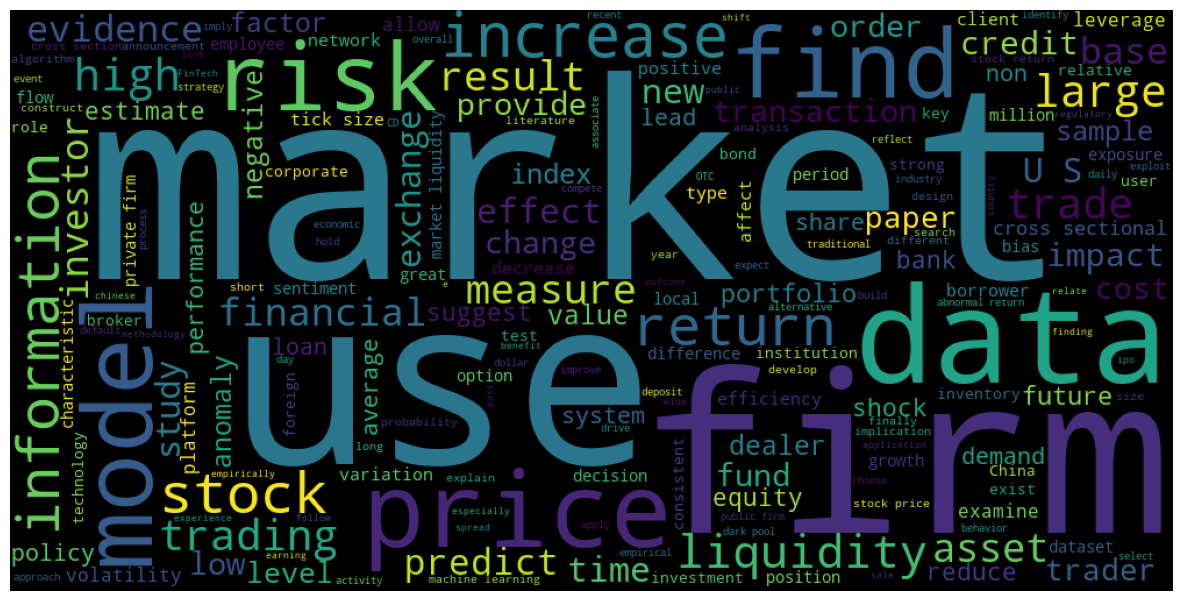 evidence
factor
increase
find
order
client
leverage
credit
base
high
risk
result
new
transaction
large
market
use
data
firm
price
model
information
investor
negative
exchange
market liquidity
estimate
flow
role
construct
event
FinTech
strategy
algorithm
cross section
announcement
link
employee
network
allow
recent
shift
identify
imply
overall
positive
public
non
relative
stock return
regulatory
million
key
lead
provide
literature
associate
analysis
reflect
tick size
corporate
private firm
process
economic
hold
performance
great
sentiment
effect
change
decrease
index
type
bond
OTC
compete
period
affect
share
traditional
year
expect
outcome
strong
industry
design
different
search
paper
bank
U S
sample
exposure
exploit
daily
user
trade
cross sectional
bias
impact
country
cost
borrower
abnormal return
relate
finding
ipo
size
future
inventory
portfolio
local
alternative
build
return
value
measure
suggest
financial
short
chinese
broker
default
methodology
characteristic
loan
day
test
benefit
dollar
option
average
foreign
study
platform
anomaly
technology
empirically
stock
trading
experience
follow
earning
policy
approach
volatility
low
level
activity
variation
long
probability
explain
especially
spread
predict
machine learning
system
drive
improve
post
decision
difference
institution
develop
deposit
wide
efficiency
consistent
apply
empirical
time
investment
position
liquidity
dark pool
public firm
equity
fund
dealer
shock
finally
implication
application
growth
choose
stock price
demand
China
exist
examine
behavior
asset
reduce
trader
dataset
select
sale
e